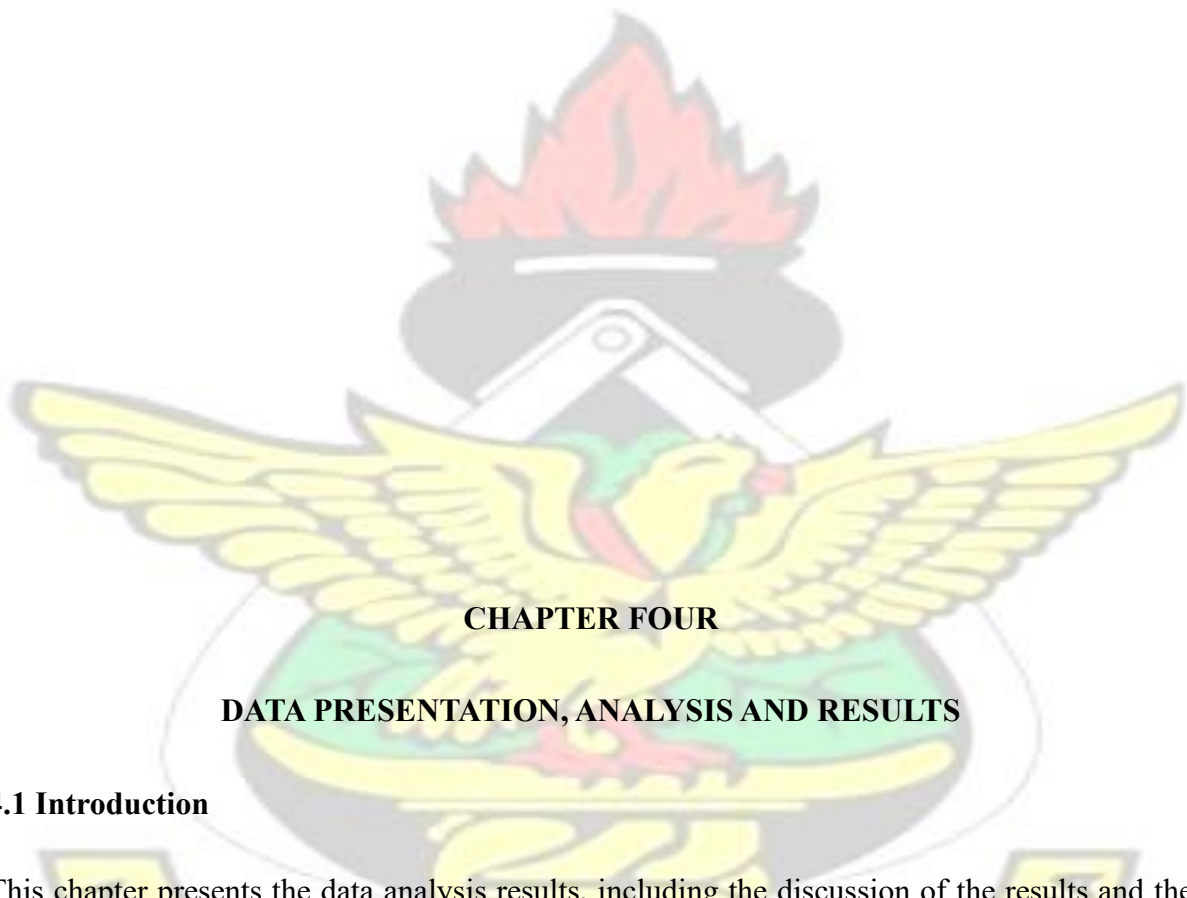 CHAPTER FOUR
DATA PRESENTATION, ANALYSIS AND RESULTS
4.1 Introduction
This chapter presents the data analysis results, including the discussion of the results and the